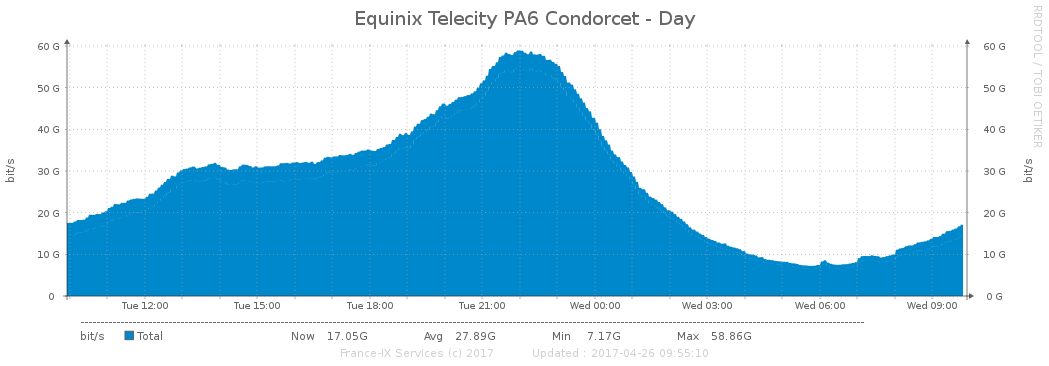 Equinix Telecity PA6 Condorcet - Day
RRDTOOL / TOBI OETIKER
bit/s
60 G
50 G
40 G
30 G
20 G
10 G
0
60 G
50 G
40 G
30 G
20 G
10 G
0 G
bit/s
Tue 12:00 Tue 15:00 Tue 18:00 Tue 21:00 Wed 00:00 Wed 03:00 Wed 06:00 Wed 09:00
bit/s Total Now 17.05G Avg 27.89G Min 7.17G Max 58.86G
France-IX Services (c) 2017 Updated : 2017-04-26 09:55:10